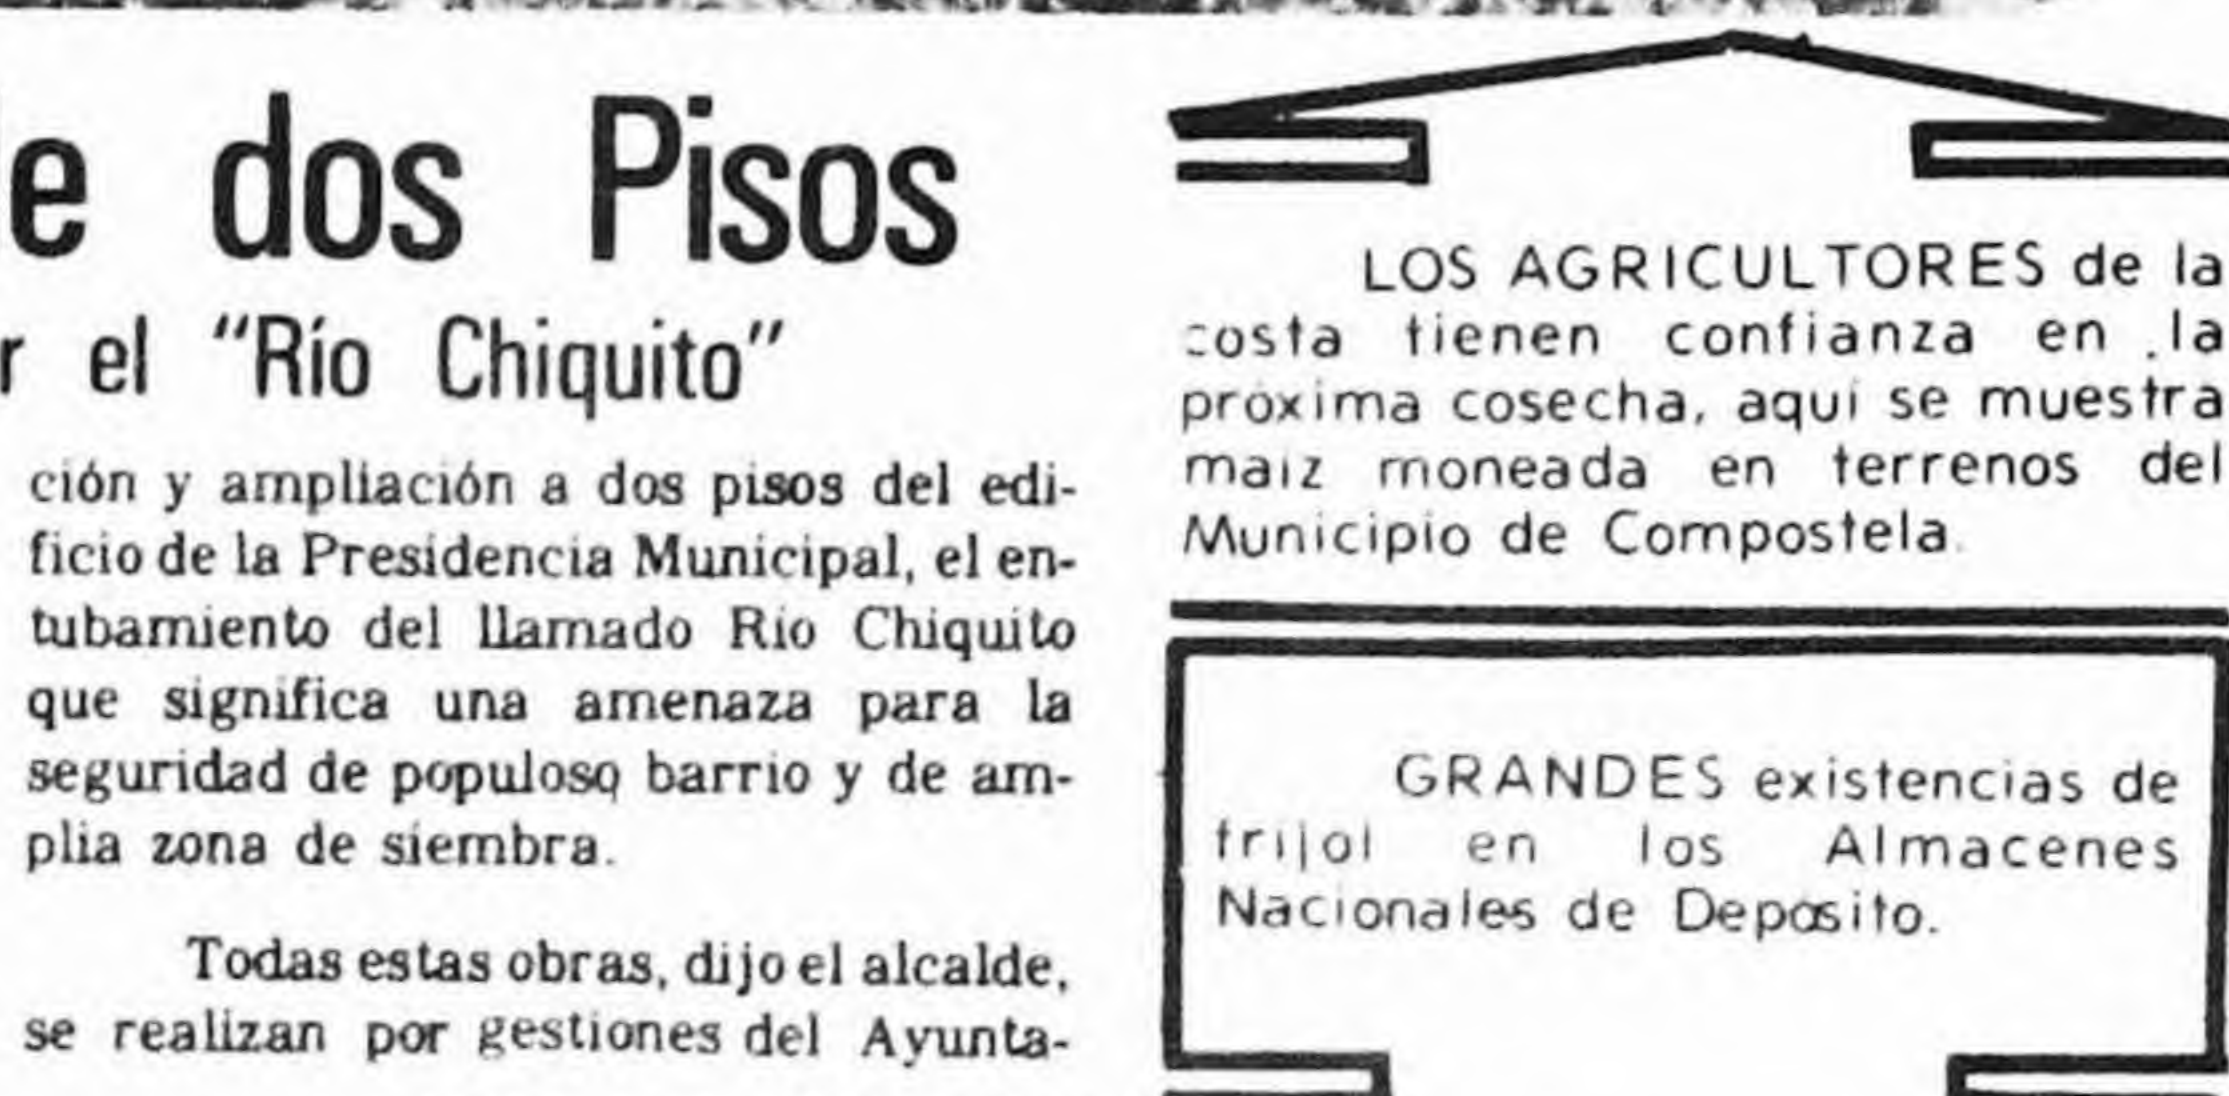 de dos Pisos
r el "Río Chiquito"
ción y ampliación a dos pisos del edi-
ficio de la Presidencia Municipal, el en-
tubamiento del llamado Rio Chiquito
que significa una amenaza para la
seguridad de populoso barrio y de am-
plia zona de siembra.
Todas estas obras, dijo el alcalde,
se realizan por gestiones del Ayunta-
LOS AGRICULTORES de la
costa tienen confianza en la
próxima cosecha, aquí se muestra
maiz moneada en terrenos del
Municipio de Compostela.
GRANDES existencias de
frijol en los Almacenes
Nacionales de Deposito.